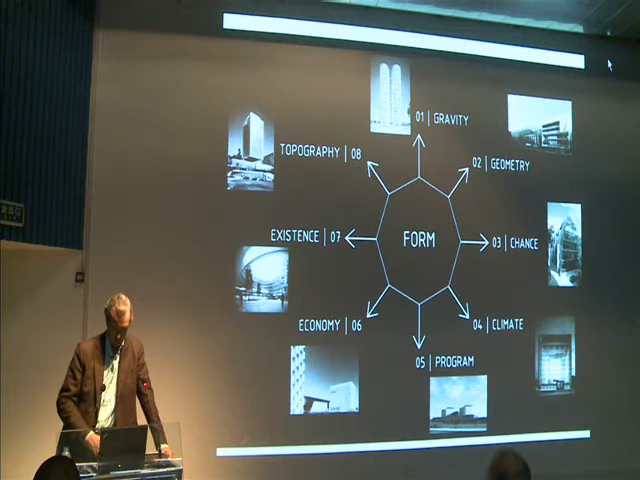 01 | GRAVITY
02 | GEOMETRY
03 | CHANCE
04 | CLIMATE
05 | PROGRAM
ECONOMY | 06
EXISTENCE | 07
TOPOGRAPHY | 08
FORM